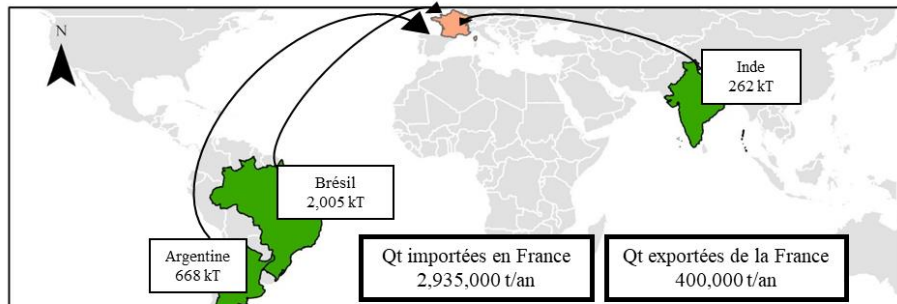 N
Inde
262 kT
Brésil
2,005 kT
Argentine
668 kT
Qt importées en France
2,935,000 t/an
Qt exportées de la France
400,000 t/an